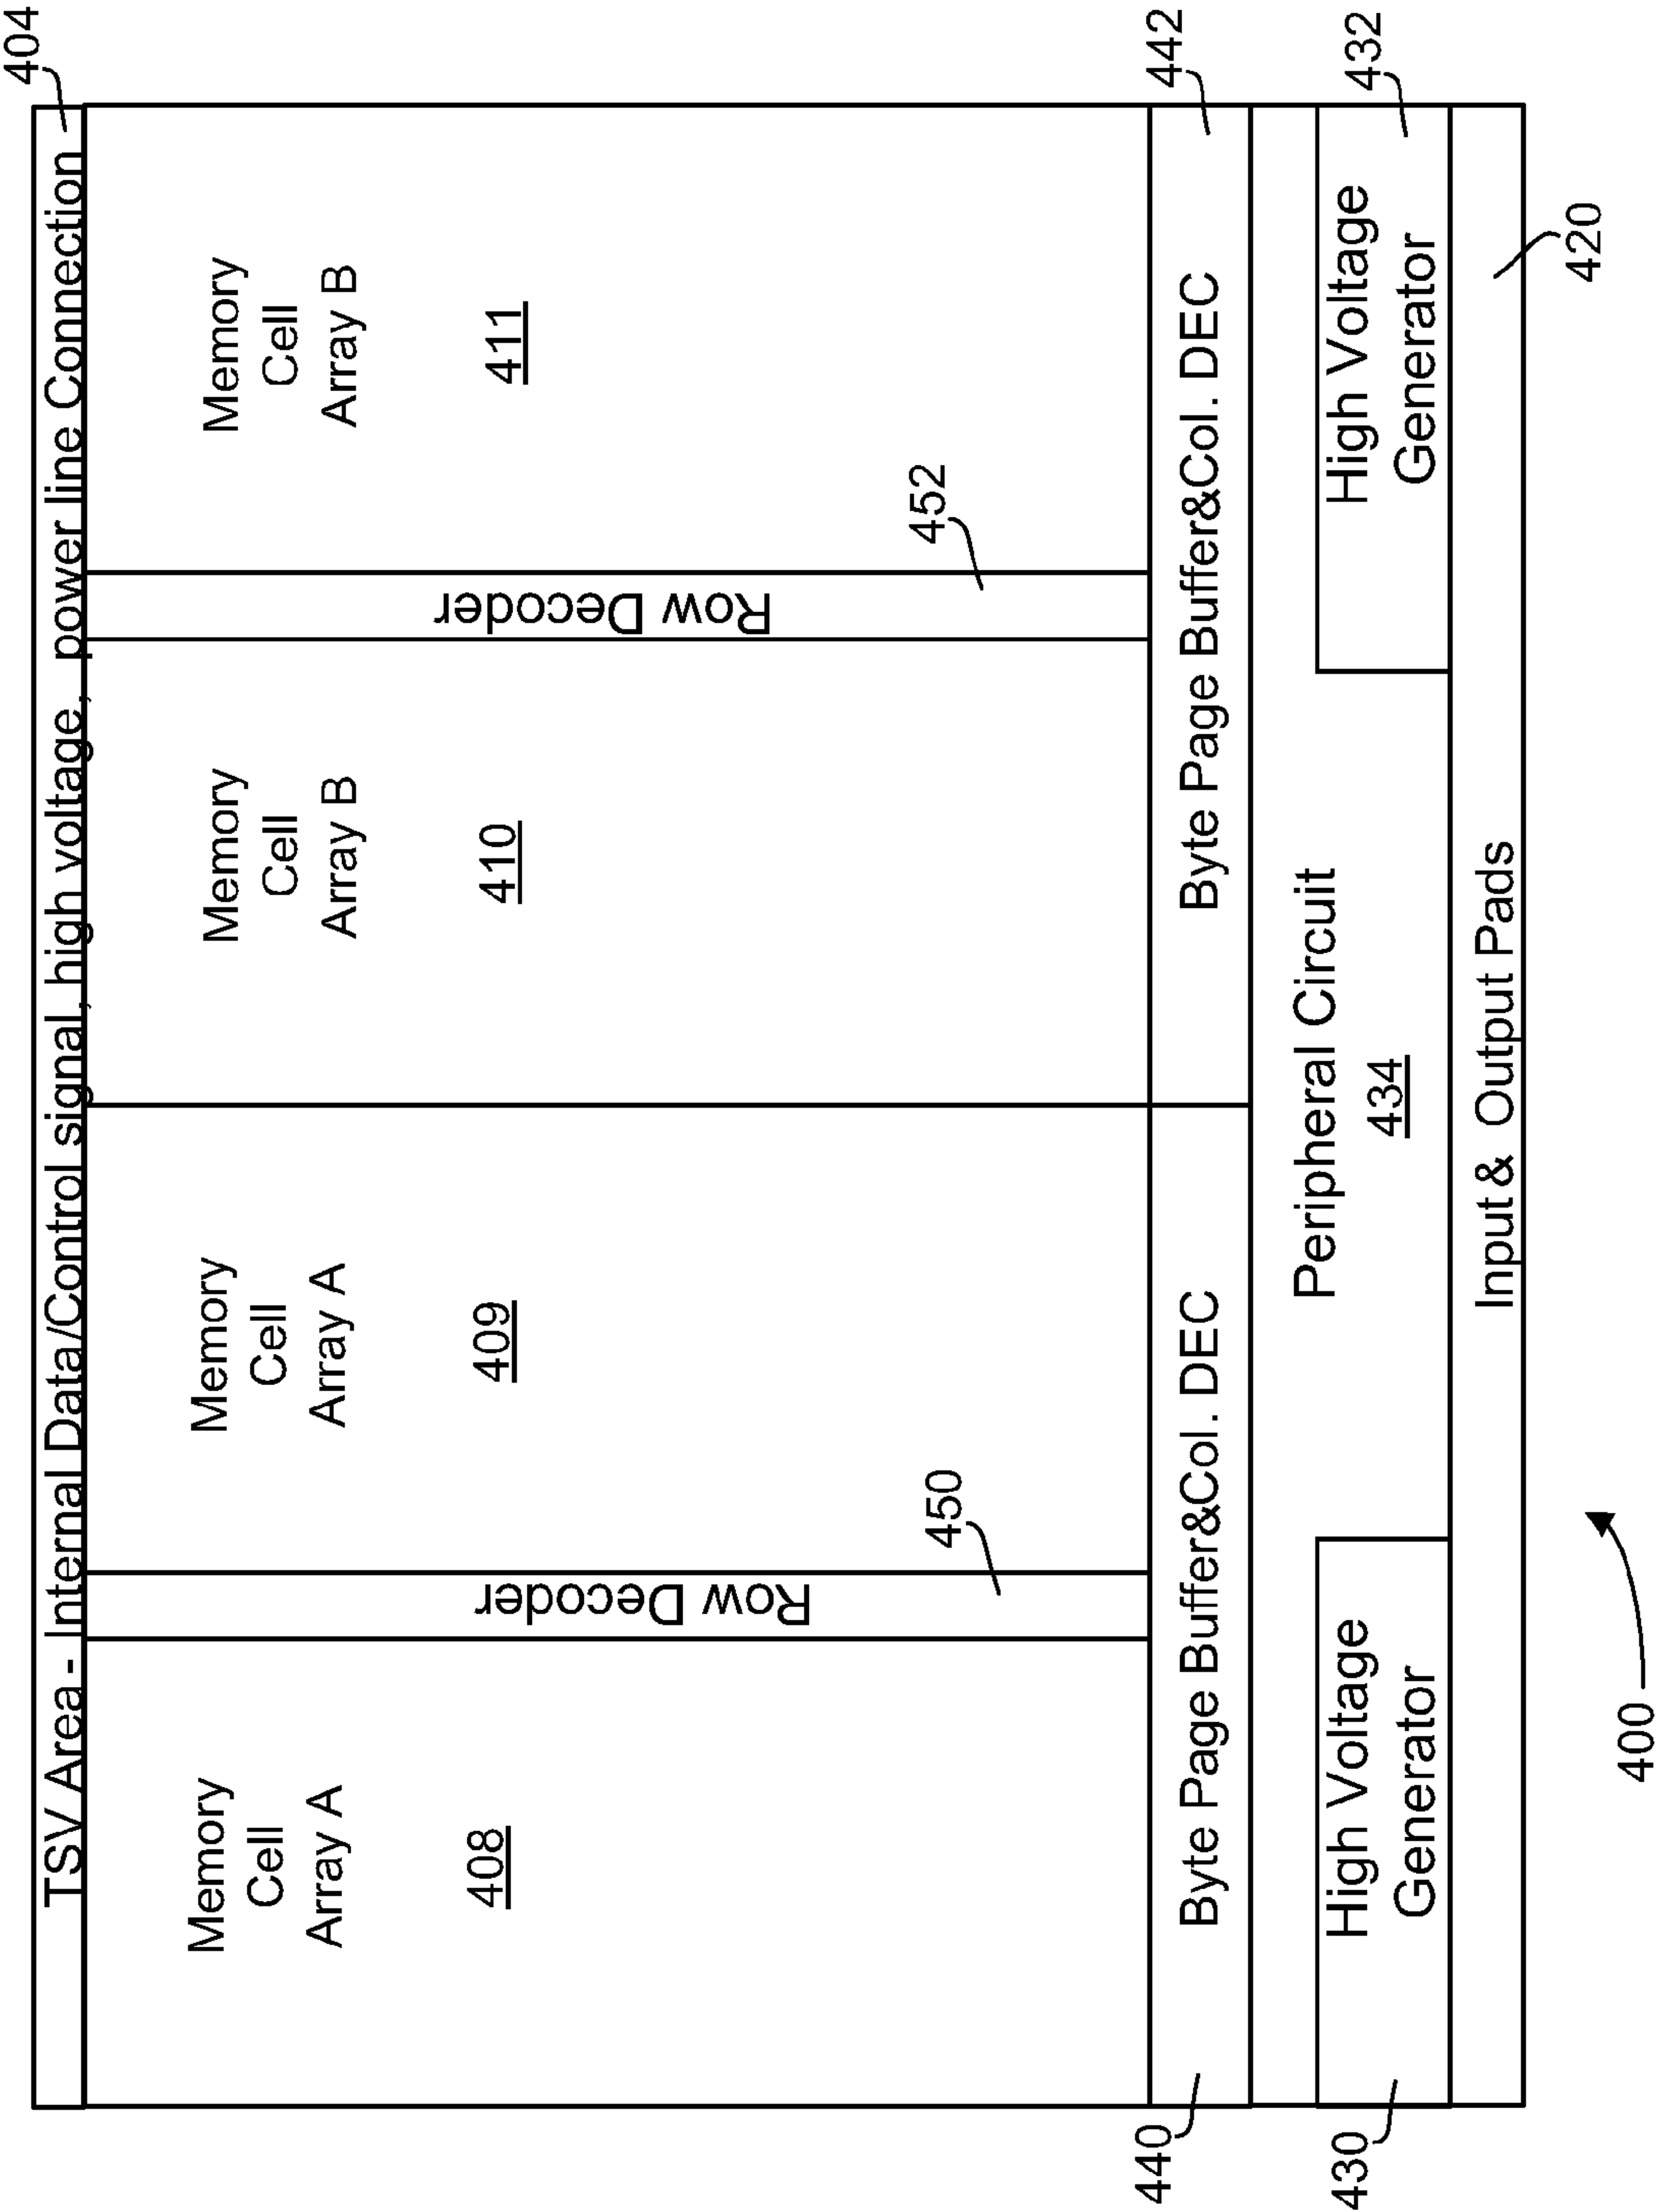 404
TSV Area - Internal Data/Control signal, high voltage, power line Connection
Memory
Cell
Array A
408
Row Decoder
450
Memory
Cell
Array A
409
Memory
Cell
Array B
410
Row Decoder
452
Memory
Cell
Array B
411
440
Byte Page Buffer&Col. DEC
Byte Page Buffer&Col. DEC
442
Peripheral Circuit
434
430
High Voltage
Generator
High Voltage
Generator
432
Input & Output Pads
420
400